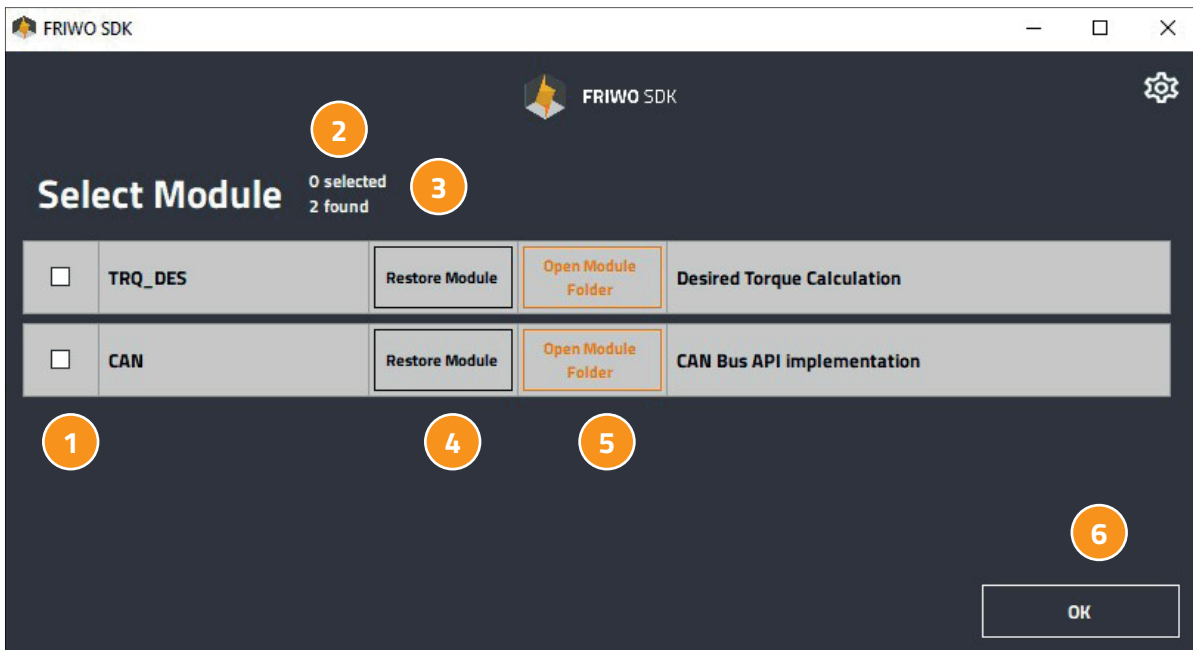 FRIWO SDK
FRIWO SDK
2
Select Module
0 selected
2 found
3
TRQ_DES
Restore Module
Open Module
Folder
Desired Torque Calculation
CAN
Restore Module
Open Module
Folder
CAN Bus API implementation
1
4
5
6
OK